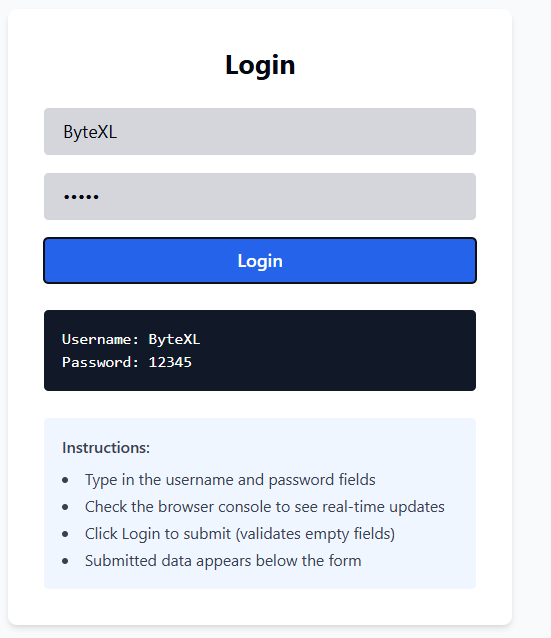 Login
ByteXL
•••••
Login
Username: ByteXL
Password: 12345
Instructions:
• Type in the username and password fields
• Check the browser console to see real-time updates
• Click Login to submit (validates empty fields)
• Submitted data appears below the form